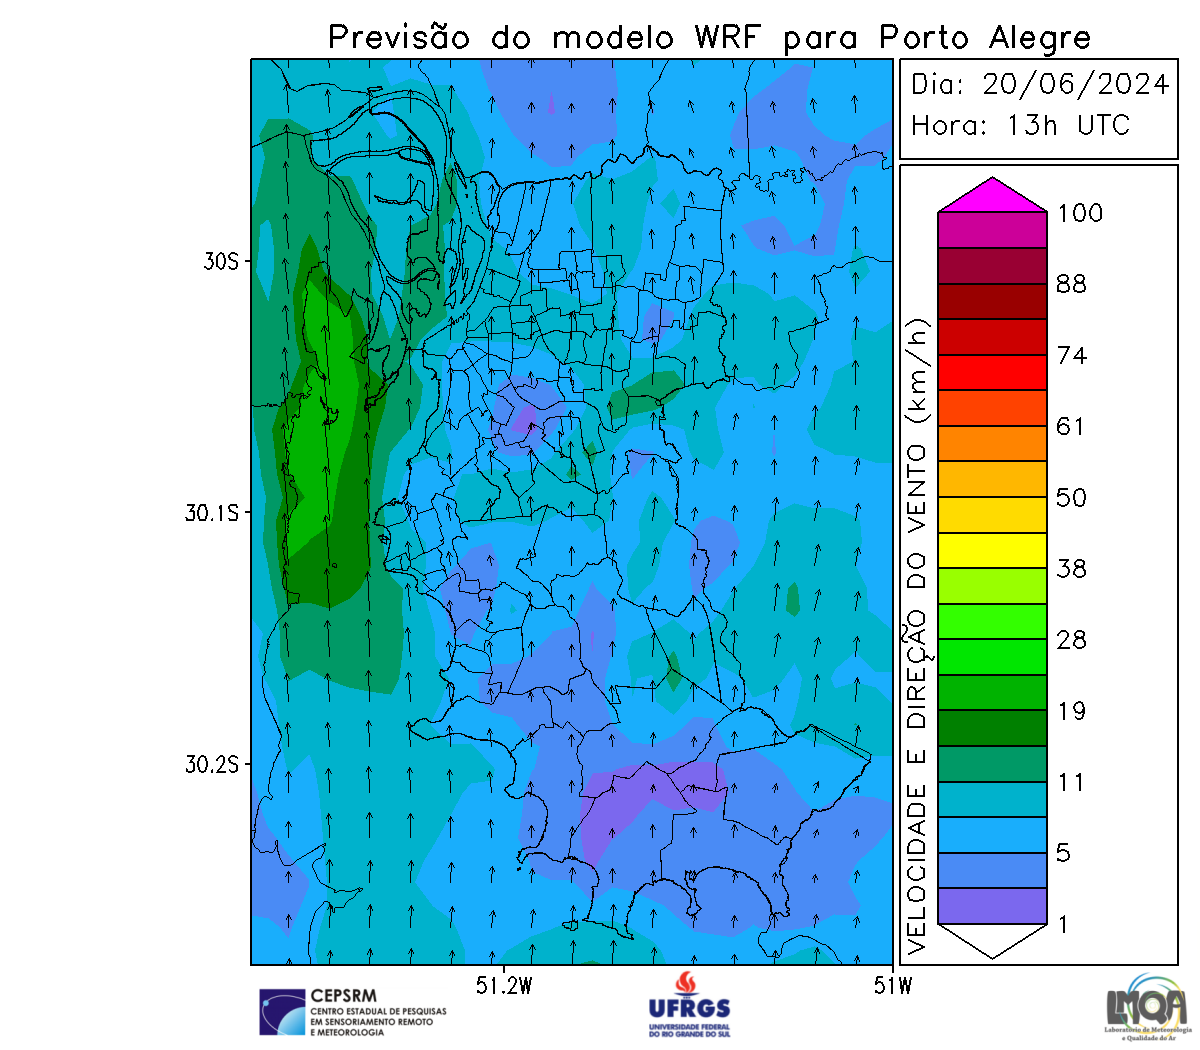 Previsão do modelo WRF para Porto Alegre
Dia: 20/06/2024
Hora: 13h UTC
30S
30.1S
30.2S
51.2W
51W
VELOCIDADE E DIREÇÃO DO VENTO (km/h)
100
88
74
61
50
38
28
19
11
5
1
CEPSRM
CENTRO ESTADUAL DE PESQUISAS
EM SENSORIAMENTO REMOTO
E METEOROLOGIA
UFRGS
UNIVERSIDADE FEDERAL
DO RIO GRANDE DO SUL
LMQA
Laboratório de Meteorologia
e Qualidade do Ar